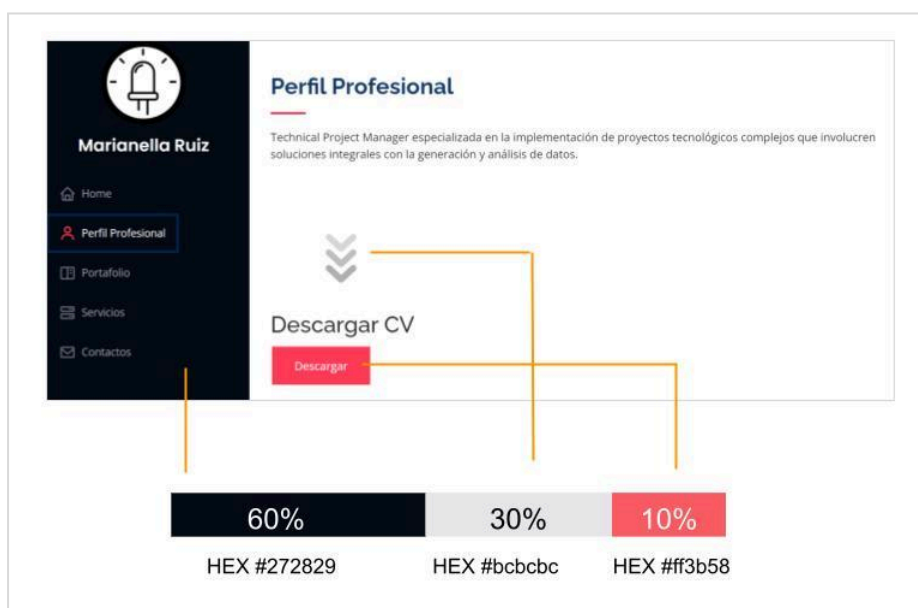 Marianella Ruiz
Home
Perfil Profesional
Portafolio
Servicios
Contactos
Perfil Profesional
Technical Project Manager especializada en la implementación de proyectos tecnológicos complejos que involucren
soluciones integrales con la generación y análisis de datos.
Descargar CV
Descargar
60%
30%
10%
HEX #272829
HEX #bcbcbc
HEX #ff3b58